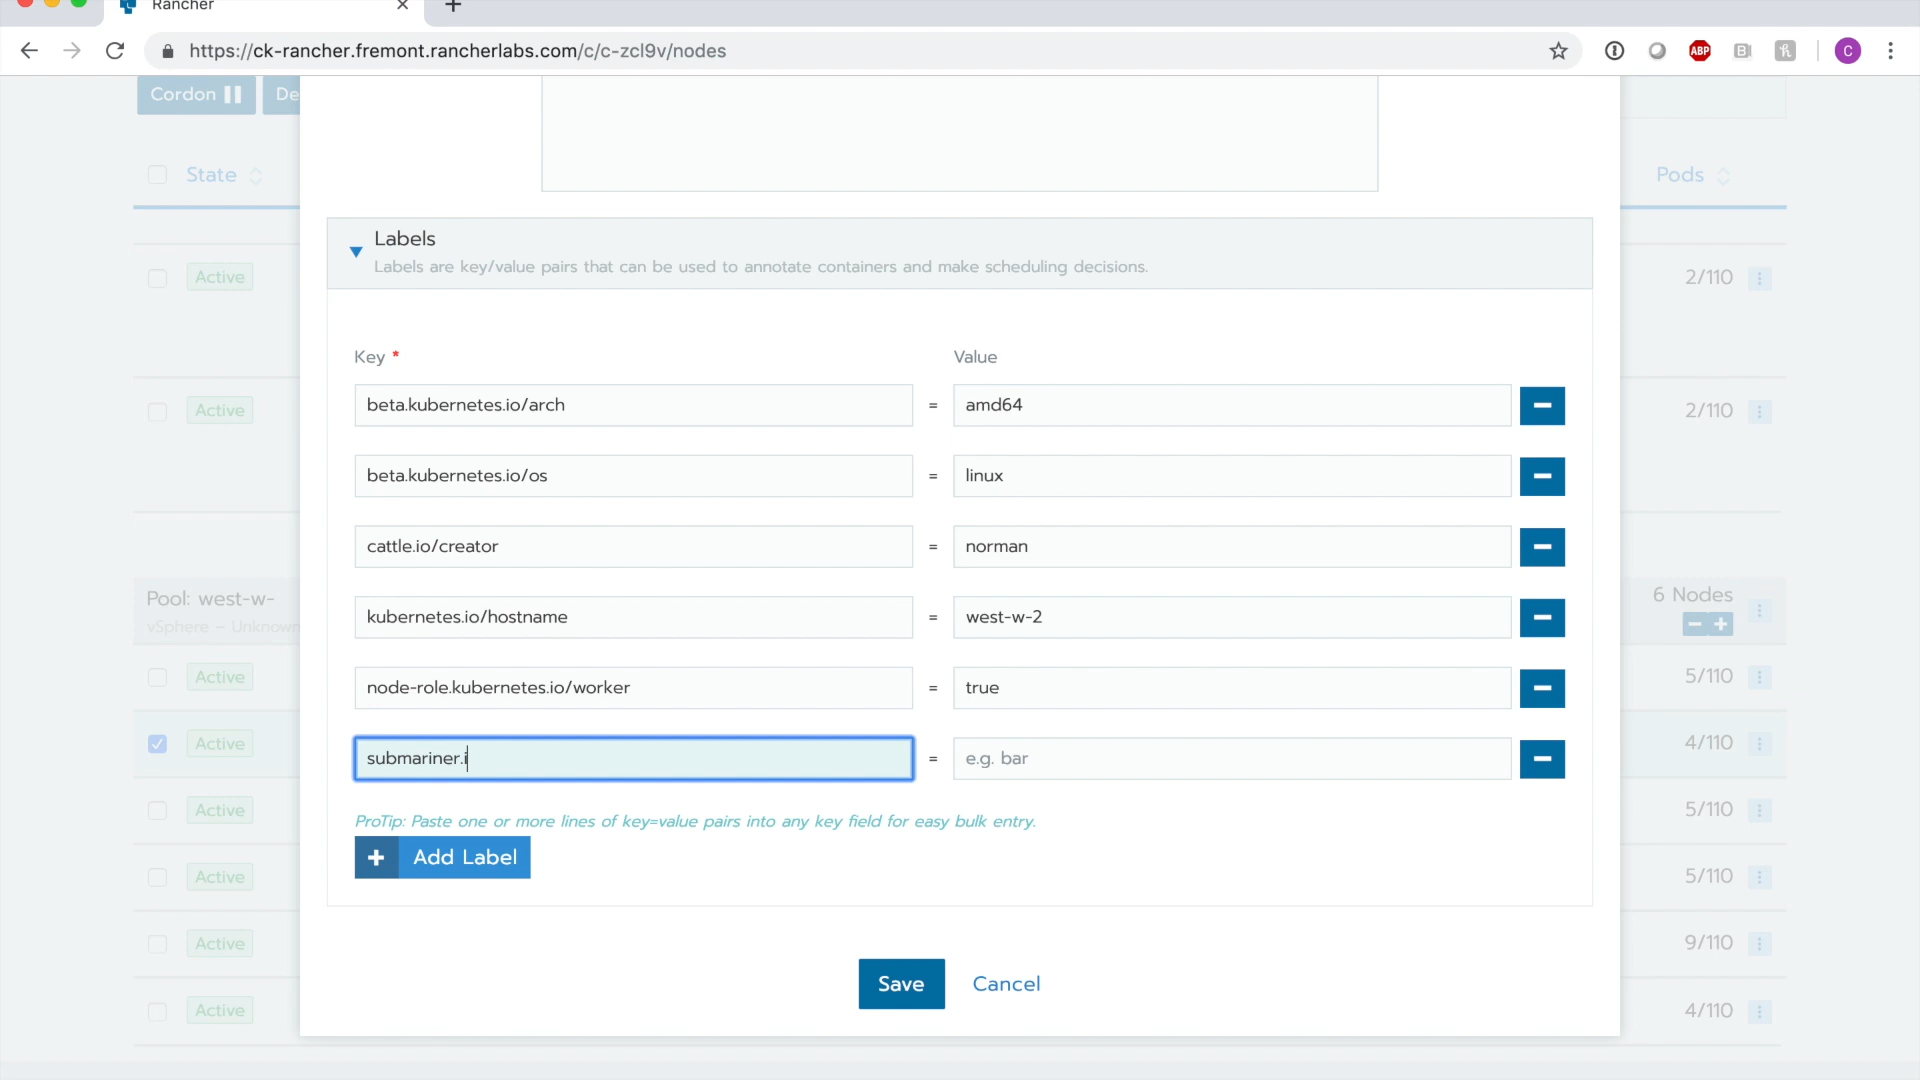 Rancher
https://ck-rancher.fremont.rancherlabs.com/c/c-zcl9v/nodes
ABP
B
C
Cordon
De
State
Pods
Labels
Labels are key/value pairs that can be used to annotate containers and make scheduling decisions.
Active
2/110
Key *
Value
beta.kubernetes.io/arch = amd64
Active
2/110
beta.kubernetes.io/os = linux
cattle.io/creator = norman
Pool: west-w-
vSphere – Unknown
6 Nodes
kubernetes.io/hostname = west-w-2
Active
5/110
node-role.kubernetes.io/worker = true
Active
4/110
submariner.i = e.g. bar
Active
5/110
ProTip: Paste one or more lines of key=value pairs into any key field for easy bulk entry.
+ Add Label
Active
5/110
Active
9/110
Save
Cancel
Active
4/110